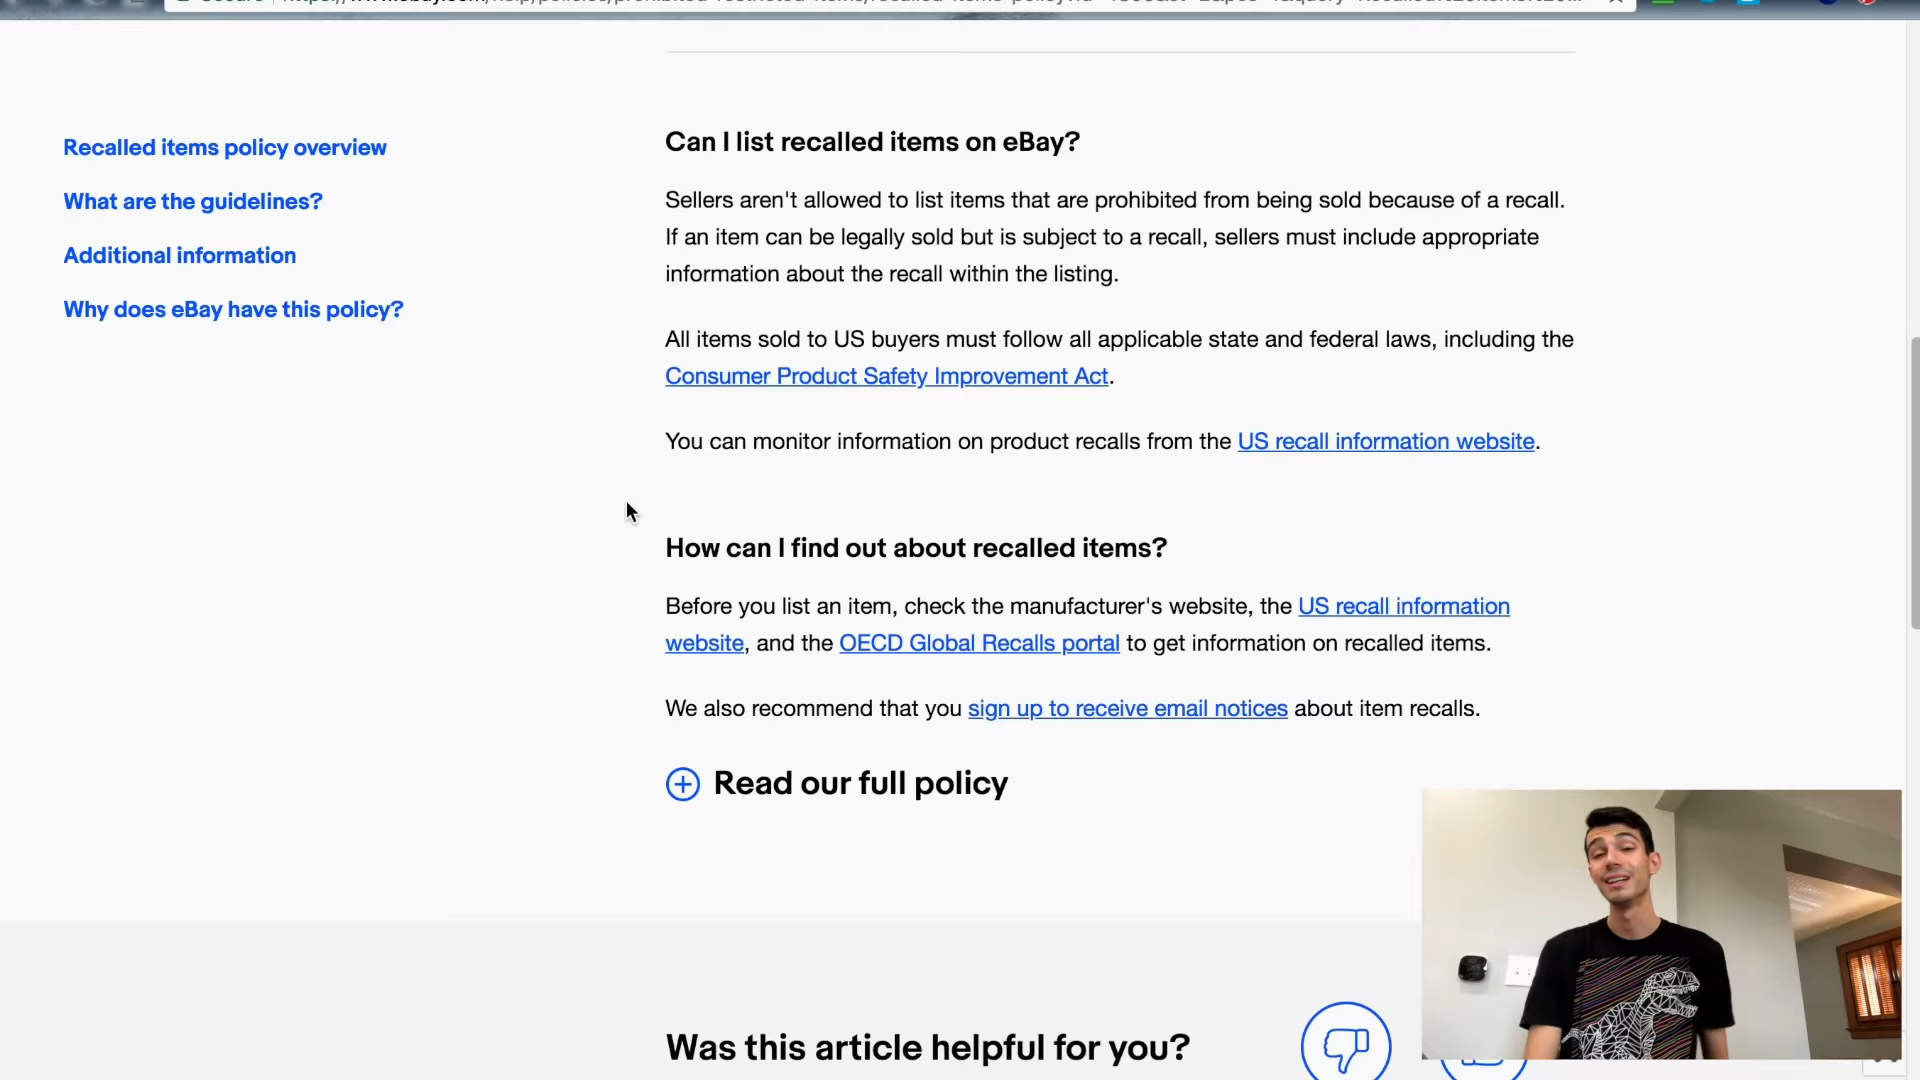 Recalled items policy overview
What are the guidelines?
Additional information
Why does eBay have this policy?
Can I list recalled items on eBay?
Sellers aren't allowed to list items that are prohibited from being sold because of a recall.
If an item can be legally sold but is subject to a recall, sellers must include appropriate
information about the recall within the listing.
All items sold to US buyers must follow all applicable state and federal laws, including the
Consumer Product Safety Improvement Act.
You can monitor information on product recalls from the US recall information website.
How can I find out about recalled items?
Before you list an item, check the manufacturer's website, the US recall information
website, and the OECD Global Recalls portal to get information on recalled items.
We also recommend that you sign up to receive email notices about item recalls.
Read our full policy
Was this article helpful for you?